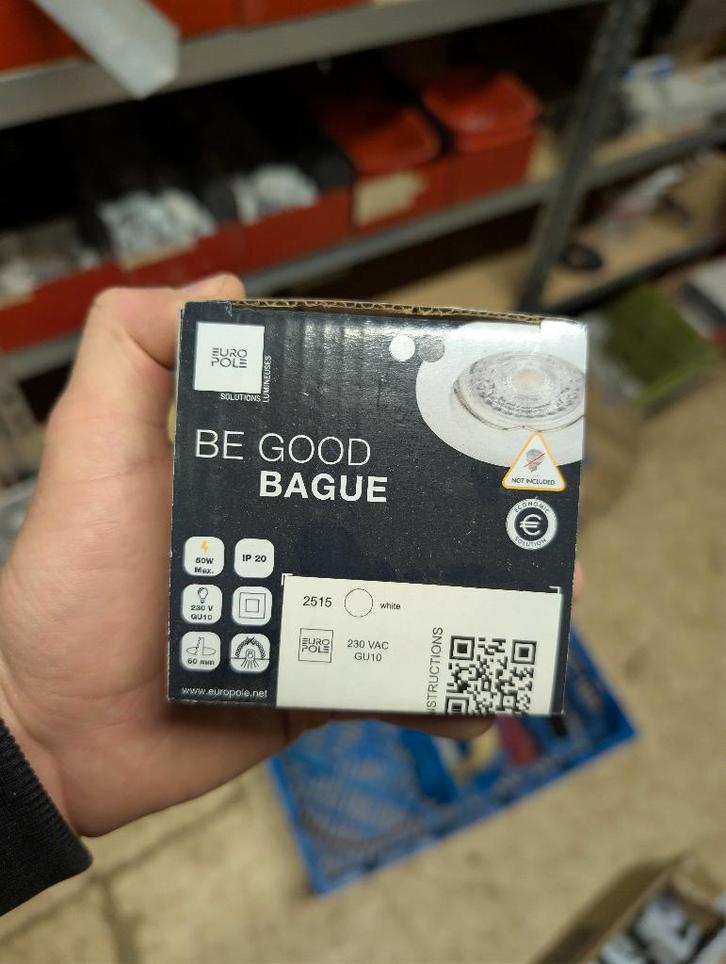 EURO
POLE
SOLUTIONS
LUMINEUSES
BE GOOD
BAGUE
NOT INCLUDED
ECONOMIC
€
SOLUTION
50W
Max.
IP 20
230 V
GU10
60 mm
www.europole.net
2515
white
EURO
POLE
230 VAC
GU10
STRUCTIONS